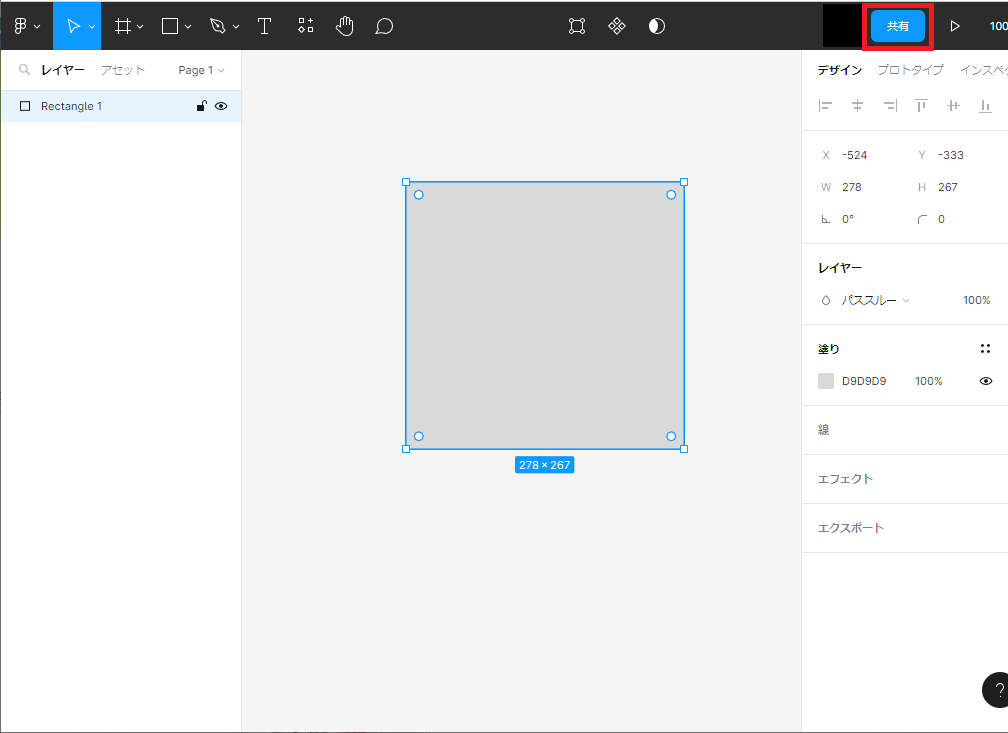 共有
100
レイヤー アセット Page 1
デザイン プロトタイプ インスペ
Rectangle 1
X -524 Y -333
W 278 H 267
0° 0
レイヤー
パススルー 100%
塗り
D9D9D9 100%
線
278 × 267
エフェクト
エクスポート
?